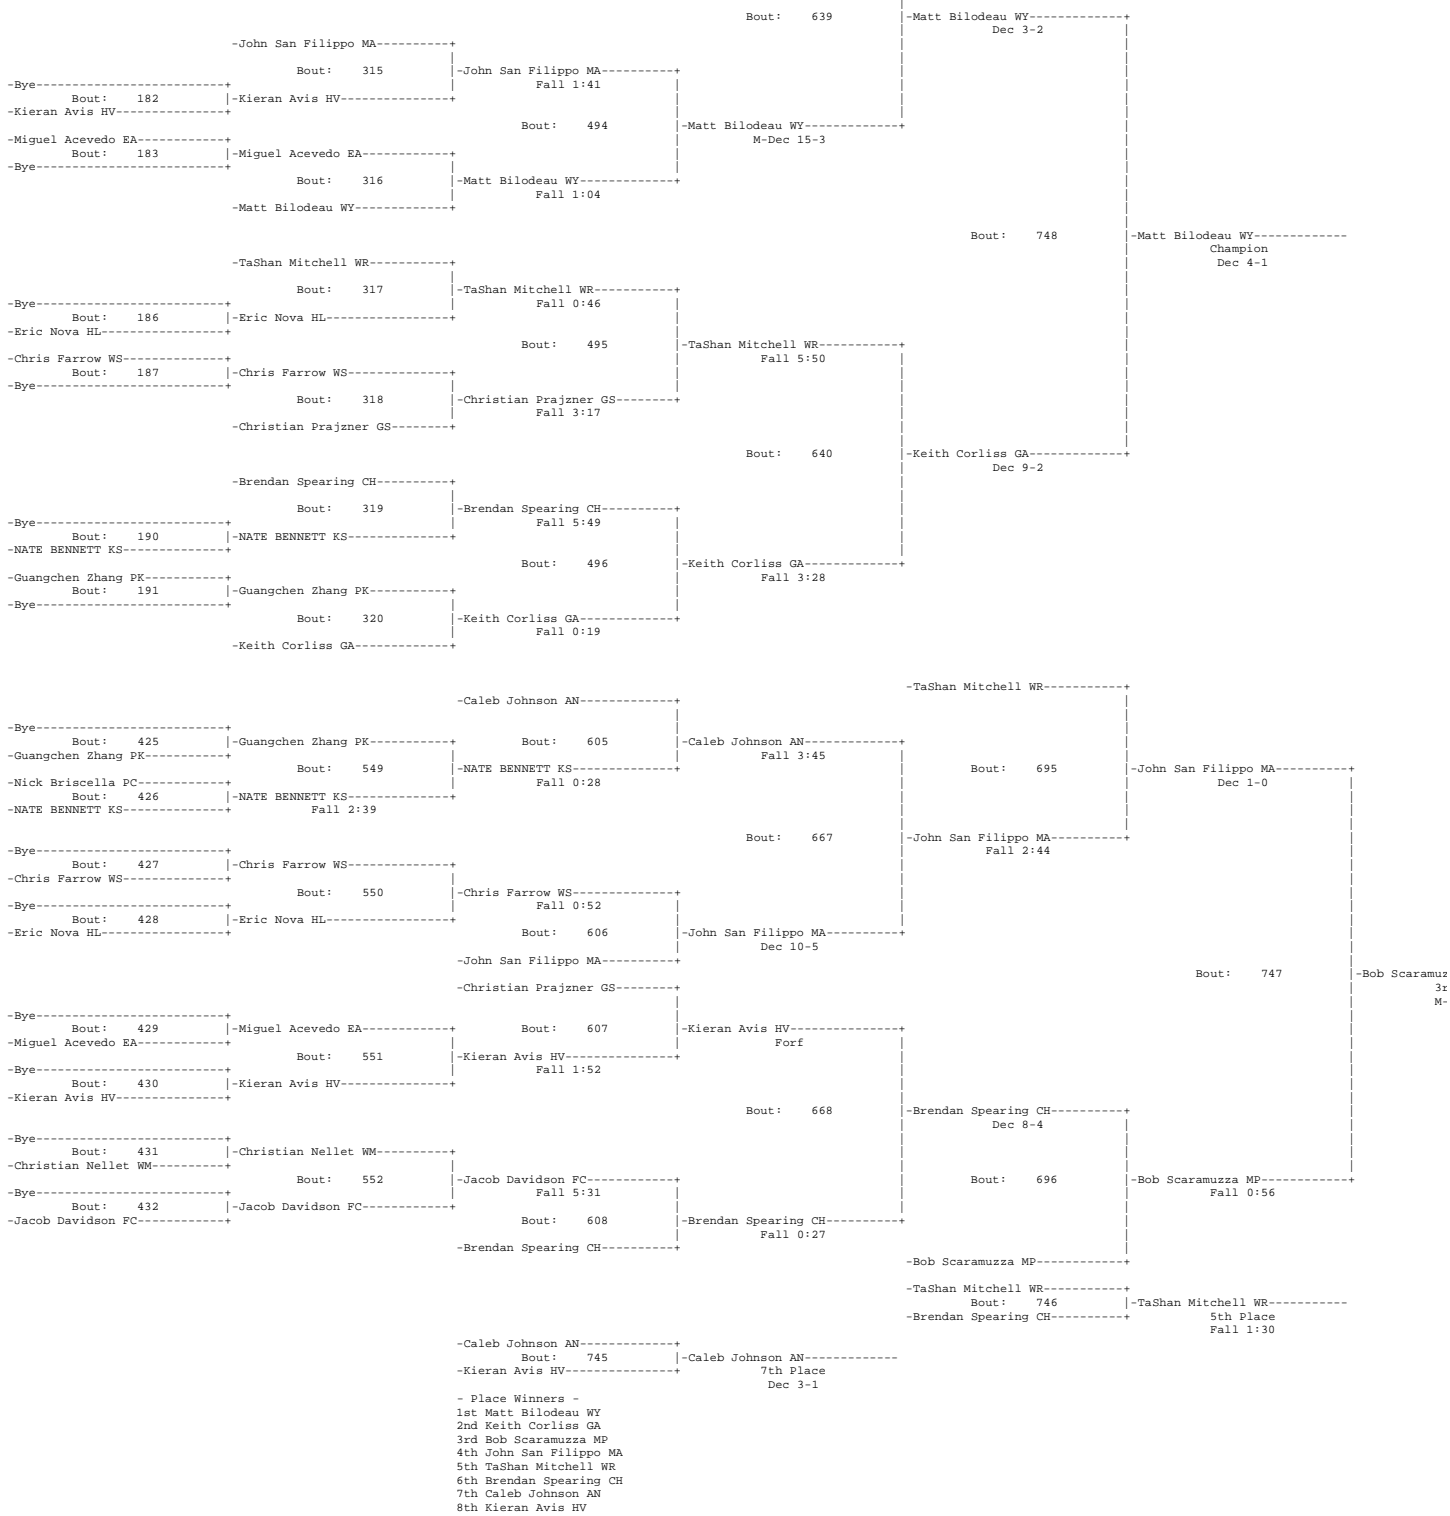 Bout: 639 |-Matt Bilodeau WY-------------+
Dec 3-2
-John San Filippo MA----------+
Bout: 315 |-John San Filippo MA----------+
-Bye--------------------------+ Fall 1:41
Bout: 182 |-Kieran Avis HV---------------+
-Kieran Avis HV---------------+
Bout: 494 |-Matt Bilodeau WY-------------+
-Miguel Acevedo EA------------+ M-Dec 15-3
Bout: 183 |-Miguel Acevedo EA------------+
-Bye--------------------------+
Bout: 316 |-Matt Bilodeau WY-------------+
Fall 1:04
-Matt Bilodeau WY-------------+
Bout: 748 |-Matt Bilodeau WY-------------
Champion
-TaShan Mitchell WR-----------+ Dec 4-1
Bout: 317 |-TaShan Mitchell WR-----------+
-Bye--------------------------+ Fall 0:46
Bout: 186 |-Eric Nova HL-----------------+
-Eric Nova HL-----------------+
Bout: 495 |-TaShan Mitchell WR-----------+
-Chris Farrow WS--------------+ Fall 5:50
Bout: 187 |-Chris Farrow WS--------------+
-Bye--------------------------+
Bout: 318 |-Christian Prajzner GS--------+
Fall 3:17
-Christian Prajzner GS--------+
Bout: 640 |-Keith Corliss GA-------------+
Dec 9-2
-Brendan Spearing CH----------+
Bout: 319 |-Brendan Spearing CH----------+
-Bye--------------------------+ Fall 5:49
Bout: 190 |-NATE BENNETT KS--------------+
-NATE BENNETT KS--------------+
Bout: 496 |-Keith Corliss GA-------------+
-Guangchen Zhang PK-----------+ Fall 3:28
Bout: 191 |-Guangchen Zhang PK-----------+
-Bye--------------------------+
Bout: 320 |-Keith Corliss GA-------------+
Fall 0:19
-Keith Corliss GA-------------+
-TaShan Mitchell WR-----------+
-Caleb Johnson AN-------------+
-Bye--------------------------+
Bout: 425 |-Guangchen Zhang PK-----------+ Bout: 605 |-Caleb Johnson AN-------------+
-Guangchen Zhang PK-----------+ Fall 3:45
Bout: 549 |-NATE BENNETT KS--------------+ Bout: 695 |-John San Filippo MA----------+
-Nick Briscella PC------------+ Fall 0:28 Dec 1-0
Bout: 426 |-NATE BENNETT KS--------------+
-NATE BENNETT KS--------------+ Fall 2:39
Bout: 667 |-John San Filippo MA----------+
-Bye--------------------------+ Fall 2:44
Bout: 427 |-Chris Farrow WS--------------+
-Chris Farrow WS--------------+
Bout: 550 |-Chris Farrow WS--------------+
-Bye--------------------------+ Fall 0:52
Bout: 428 |-Eric Nova HL-----------------+
-Eric Nova HL-----------------+ Bout: 606 |-John San Filippo MA----------+
Dec 10-5
-John San Filippo MA----------+
Bout: 747 |-Bob Scaramuz
-Christian Prajzner GS--------+ 3r
-Bye--------------------------+ M-
Bout: 429 |-Miguel Acevedo EA------------+ Bout: 607 |-Kieran Avis HV---------------+
-Miguel Acevedo EA------------+ Forf
Bout: 551 |-Kieran Avis HV---------------+
-Bye--------------------------+ Fall 1:52
Bout: 430 |-Kieran Avis HV---------------+
-Kieran Avis HV---------------+
Bout: 668 |-Brendan Spearing CH----------+
Dec 8-4
-Bye--------------------------+
Bout: 431 |-Christian Nellet WM----------+
-Christian Nellet WM----------+
Bout: 552 |-Jacob Davidson FC------------+ Bout: 696 |-Bob Scaramuzza MP------------+
-Bye--------------------------+ Fall 5:31 Fall 0:56
Bout: 432 |-Jacob Davidson FC------------+
-Jacob Davidson FC------------+ Bout: 608 |-Brendan Spearing CH----------+
Fall 0:27
-Brendan Spearing CH----------+
-Bob Scaramuzza MP------------+
-TaShan Mitchell WR-----------+
Bout: 746 |-TaShan Mitchell WR-----------
-Brendan Spearing CH----------+ 5th Place
Fall 1:30
-Caleb Johnson AN-------------+
Bout: 745 |-Caleb Johnson AN-------------
-Kieran Avis HV---------------+ 7th Place
Dec 3-1
- Place Winners -
1st Matt Bilodeau WY
2nd Keith Corliss GA
3rd Bob Scaramuzza MP
4th John San Filippo MA
5th TaShan Mitchell WR
6th Brendan Spearing CH
7th Caleb Johnson AN
8th Kieran Avis HV